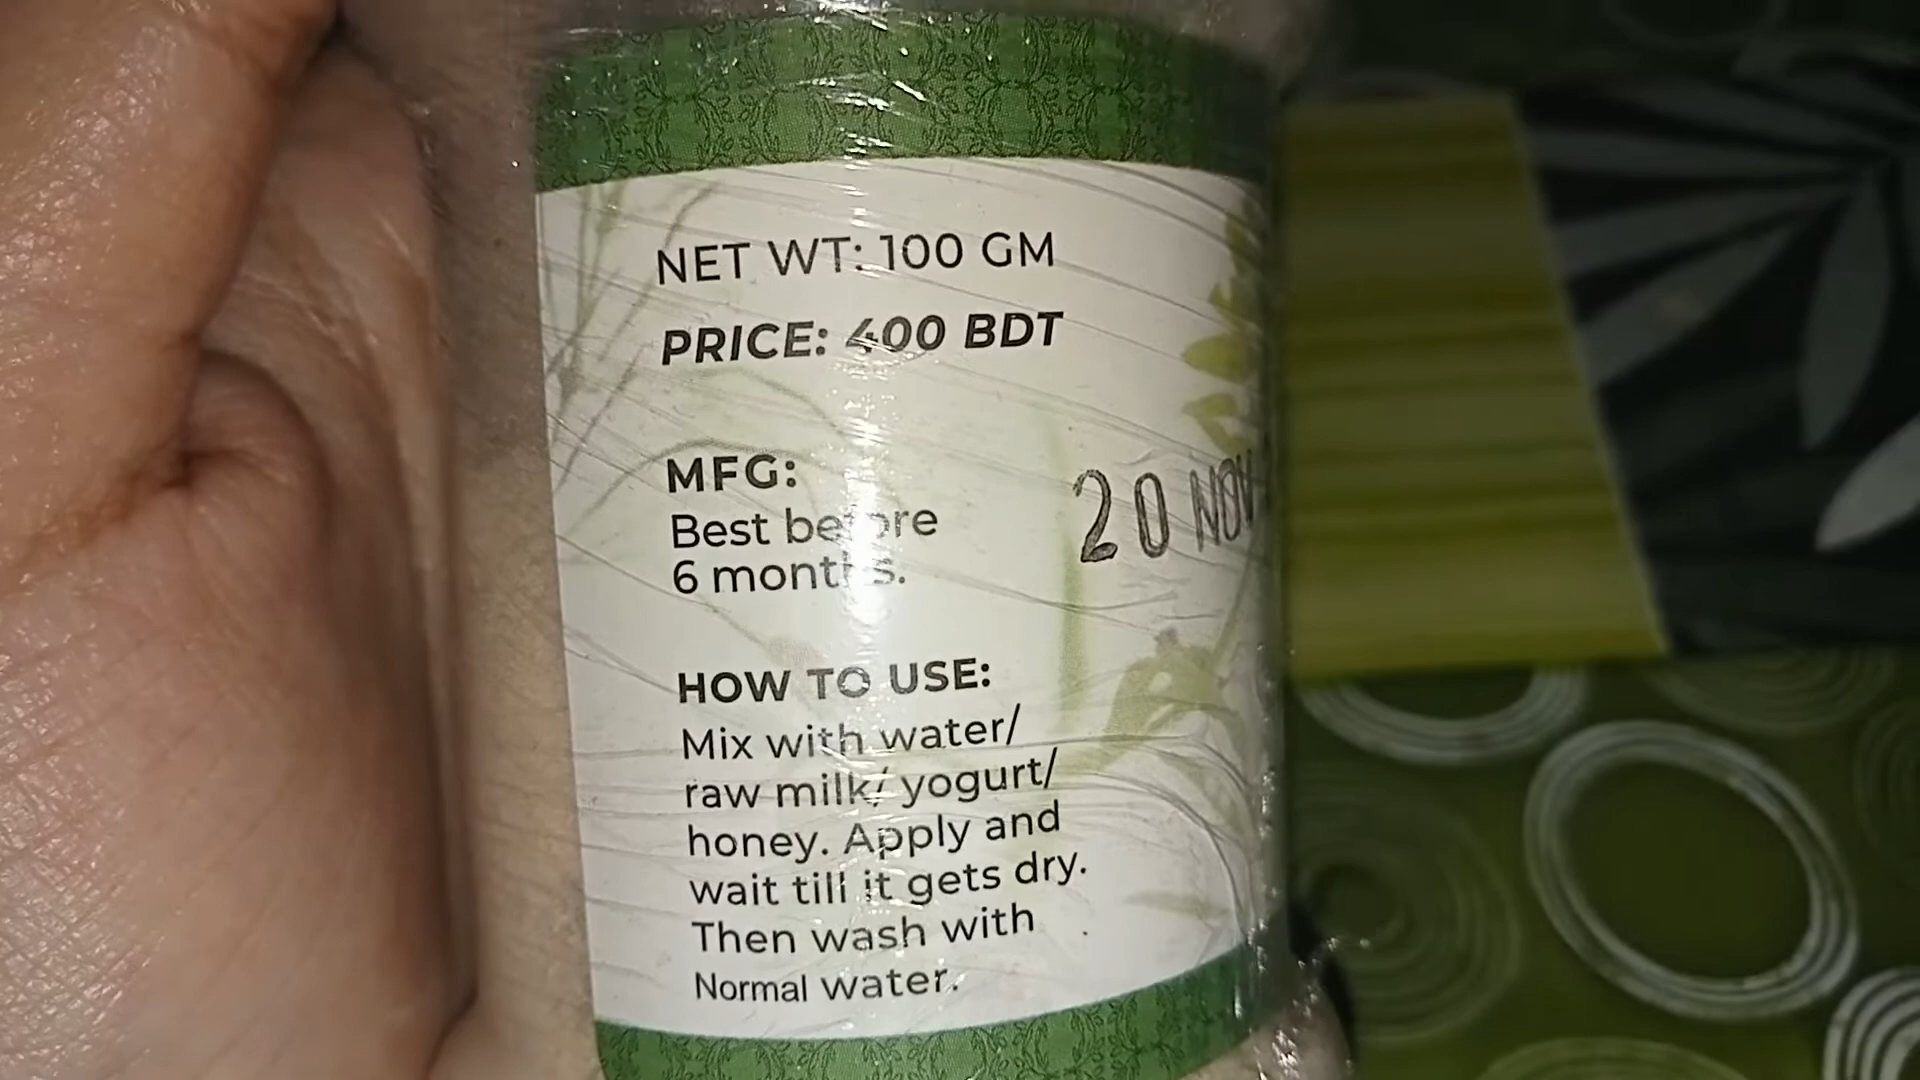 NET WT: 100 GM
PRICE: 400 BDT
MFG:
20 NOV
Best before
6 months.
HOW TO USE:
Mix with water/
raw milk/ yogurt/
honey. Apply and
wait till it gets dry.
Then wash with
Normal water.